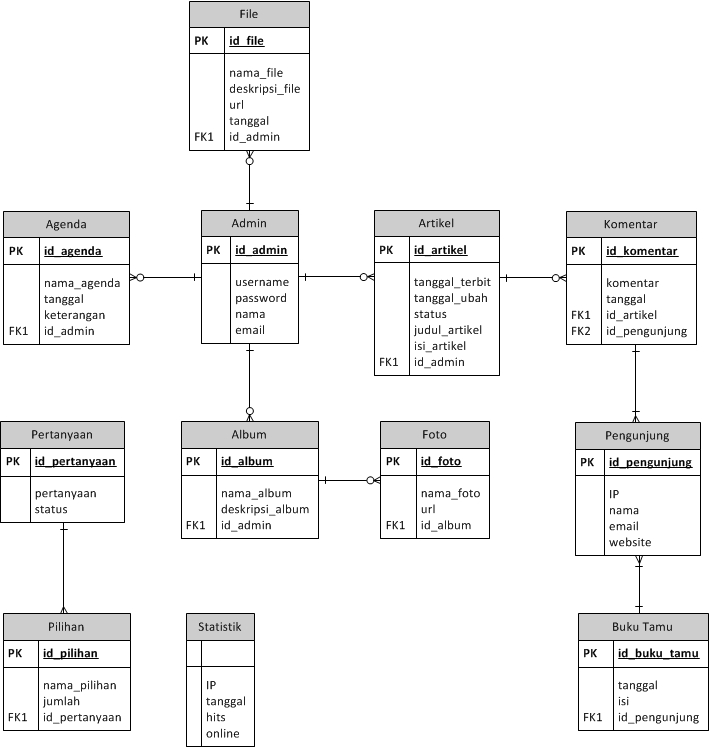 File
PK id_file
nama_file
deskripsi_file
url
tanggal
FK1 id_admin
Agenda
PK id_agenda
nama_agenda
tanggal
keterangan
FK1 id_admin
Admin
PK id_admin
username
password
nama
email
Artikel
PK id_artikel
tanggal_terbit
tanggal_ubah
status
judul_artikel
isi_artikel
FK1 id_admin
Komentar
PK id_komentar
komentar
tanggal
FK1 id_artikel
FK2 id_pengunjung
Pertanyaan
PK id_pertanyaan
pertanyaan
status
Album
PK id_album
nama_album
deskripsi_album
FK1 id_admin
Foto
PK id_foto
nama_foto
url
FK1 id_album
Pengunjung
PK id_pengunjung
IP
nama
email
website
Pilihan
PK id_pilihan
nama_pilihan
jumlah
FK1 id_pertanyaan
Statistik
IP
tanggal
hits
online
Buku Tamu
PK id_buku_tamu
tanggal
isi
FK1 id_pengunjung